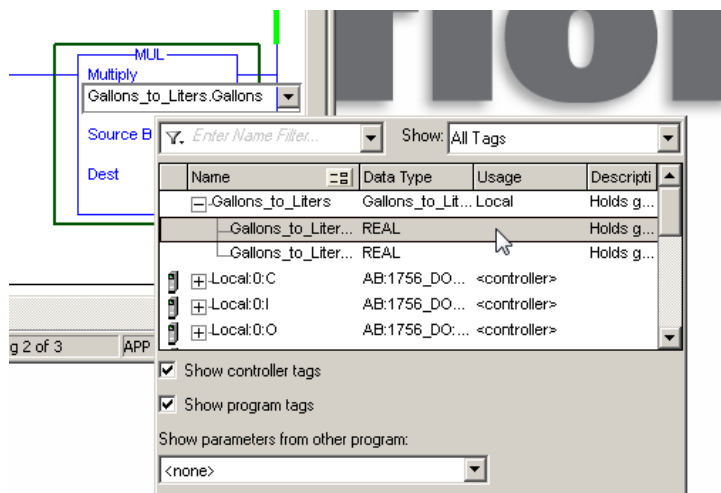 MUL
Multiply
Gallons_to_Liters.Gallons
Source B
Dest
Enter Name Filter...
Show: All Tags
Name Data Type Usage Descripti
Gallons_to_Liters Gallons_to_Lit... Local Holds g...
Gallons_to_Liter... REAL Holds g...
Gallons_to_Liter... REAL Holds g...
Local:0:C AB:1756_DO... <controller>
Local:0:I AB:1756_DO... <controller>
Local:0:O AB:1756_DO:... <controller>
g 2 of 3 APP
Show controller tags
Show program tags
Show parameters from other program:
<none>